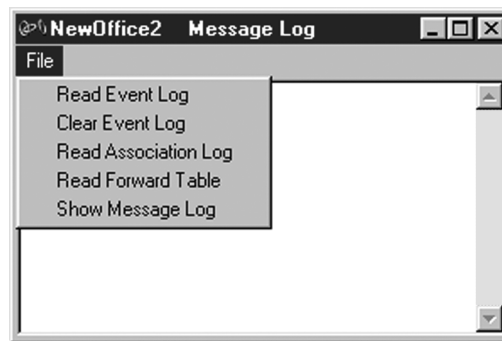 NewOffice2 Message Log
File
Read Event Log
Clear Event Log
Read Association Log
Read Forward Table
Show Message Log